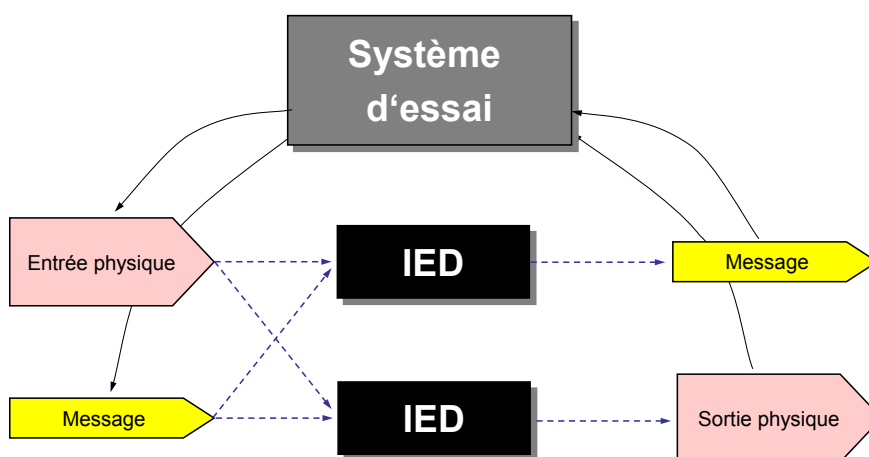 Système
d‘essai
Entrée physique
IED
Message
Message
IED
Sortie physique